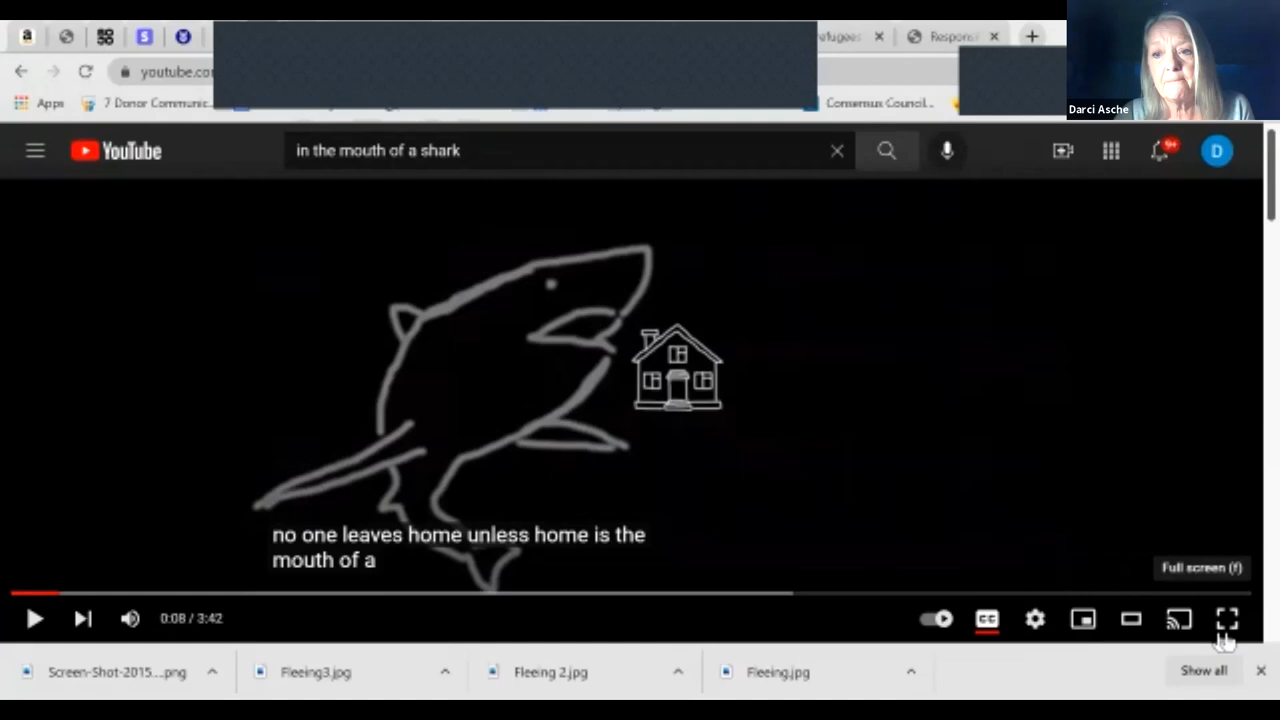 efugees
Respons
Darci Asche
youtube.co
Apps
7 Donor Communic...
Consensus Council...
YouTube
in the mouth of a shark
9+
D
no one leaves home unless home is the
mouth of a
Full screen (f)
0:08 / 3:42
CC
Screen-Shot-2015....png
Fleeing3.jpg
Fleeing 2.jpg
Fleeing.jpg
Show all